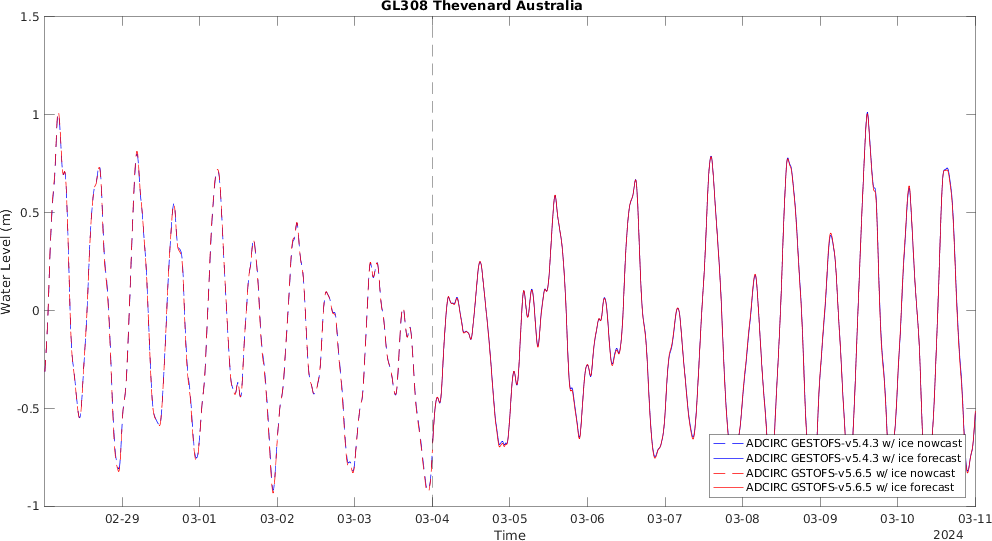 GL308 Thevenard Australia
1.5
1
0.5
0
-0.5
-1
Water Level (m)
02-29 03-01 03-02 03-03 03-04 03-05 03-06 03-07 03-08 03-09 03-10 03-11
Time
2024
ADCIRC GESTOFS-v5.4.3 w/ ice nowcast
ADCIRC GESTOFS-v5.4.3 w/ ice forecast
ADCIRC GSTOFS-v5.6.5 w/ ice nowcast
ADCIRC GSTOFS-v5.6.5 w/ ice forecast